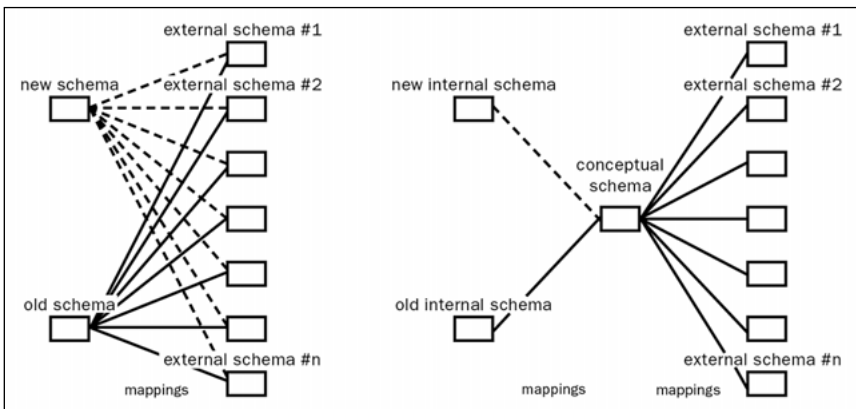 external schema #1
new schema
external schema #2
old schema
external schema #n
mappings
external schema #1
new internal schema
external schema #2
conceptual
schema
old internal schema
external schema #n
mappings
mappings